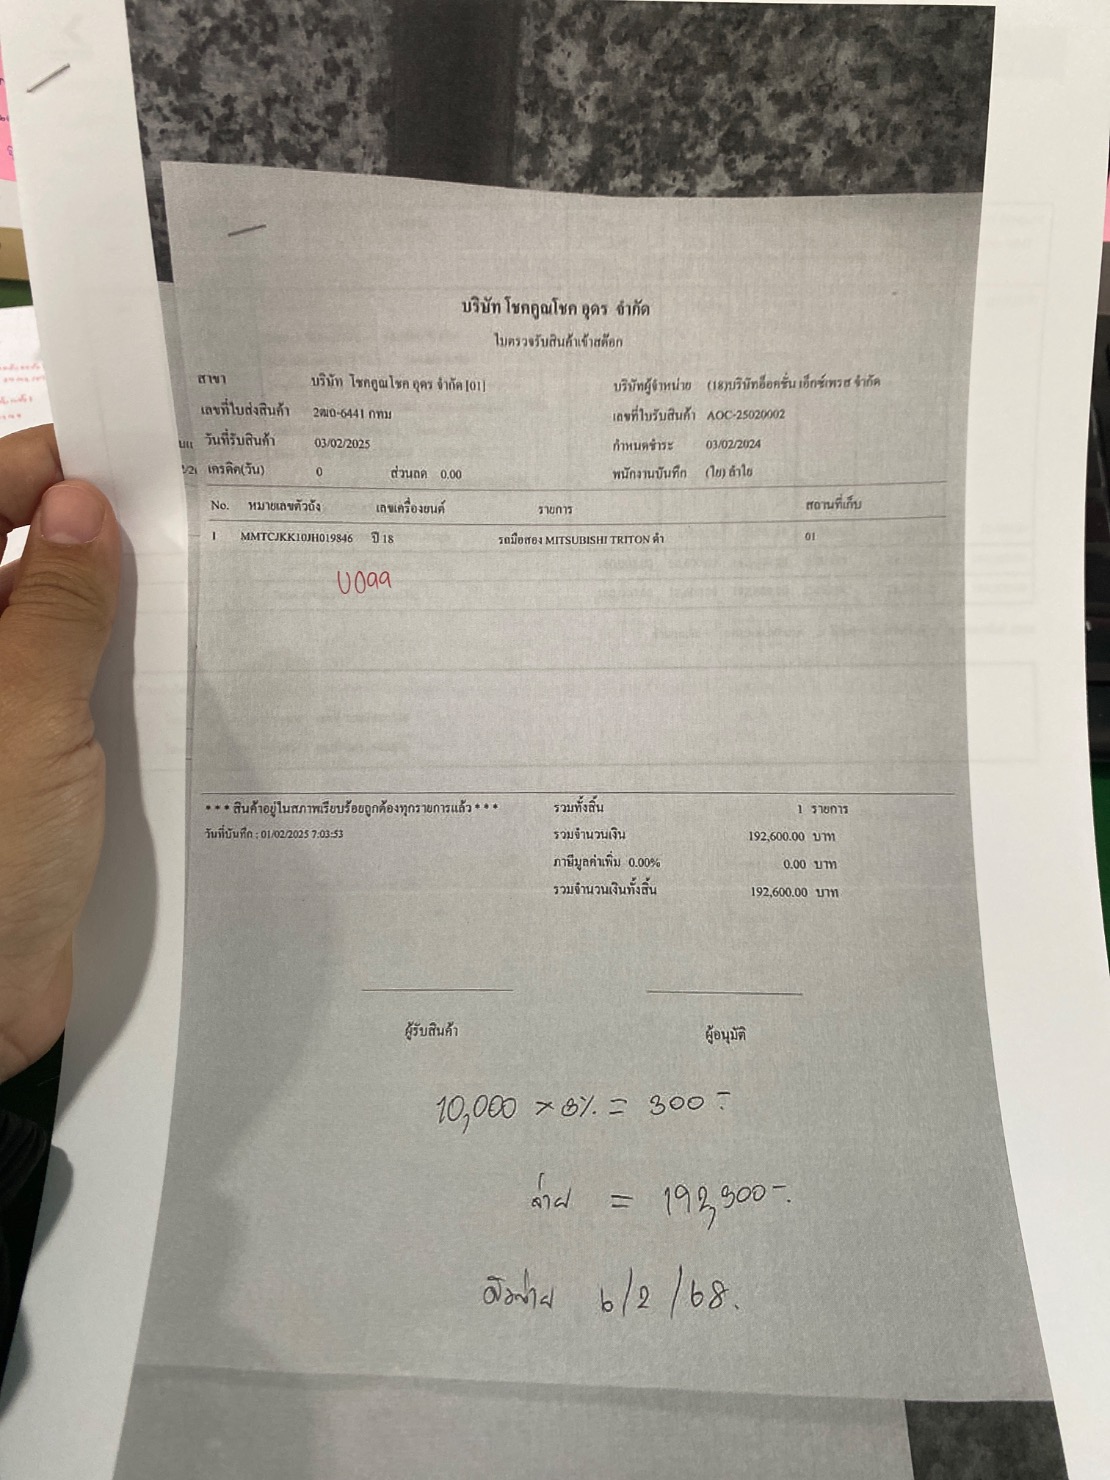 บริษัท โชคคูณโชค อุดร จำกัด
ใบตรวจรับสินค้าเข้าสต๊อก
สาขา บริษัท โชคคูณโชค อุดร จำกัด [01] บริษัทผู้จำหน่าย (18)บริษัทอ็อคชั่น เอ็กซ์เพรส จำกัด
เลขที่ใบส่งสินค้า 2ฒถ-6441 กทม เลขที่ใบรับสินค้า AOC-25020002
วันที่รับสินค้า 03/02/2025 กำหนดชำระ 03/02/2024
เครดิต(วัน) 0 ส่วนลด 0.00 พนักงานบันทึก (ไย) ลำไย
No. หมายเลขตัวถัง เลขเครื่องยนต์ รายการ สถานที่เก็บ
1 MMTCJKK10JH019846 ปี 18 รถมือสอง MITSUBISHI TRITON ดำ 01
U099
* * * สินค้าอยู่ในสภาพเรียบร้อยถูกต้องทุกรายการแล้ว * * * รวมทั้งสิ้น 1 รายการ
วันที่บันทึก : 01/02/2025 7:03:53 รวมจำนวนเงิน 192,600.00 บาท
ภาษีมูลค่าเพิ่ม 0.00% 0.00 บาท
รวมจำนวนเงินทั้งสิ้น 192,600.00 บาท
ผู้รับสินค้า ผู้อนุมัติ
10,000 × 3% = 300.-
จ่าย = 192,300.-
ดิวจ่าย 6/2/68.